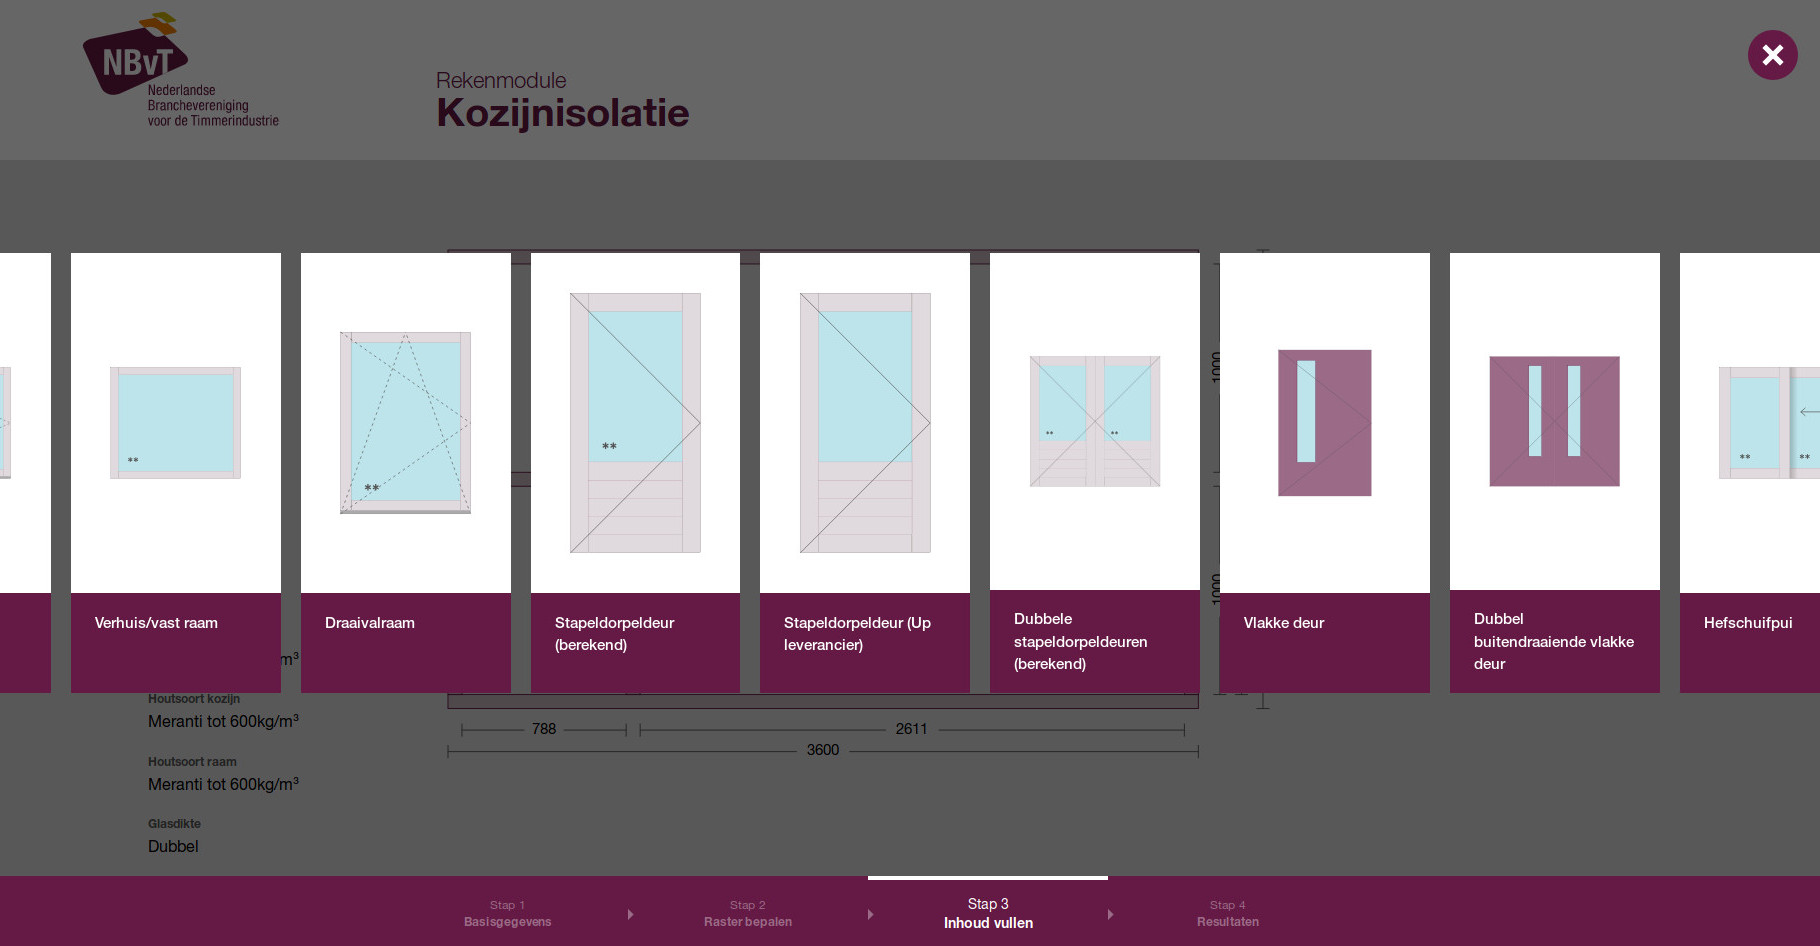 NBvT
Nederlandse
Branchevereniging
voor de Timmerindustrie
Rekenmodule
Kozijnisolatie
1000
1000
**
**
**
**
**
**
**
Verhuis/vast raam
Draaivalraam
Stapeldorpeldeur
(berekend)
Stapeldorpeldeur (Up
leverancier)
Dubbele
stapeldorpeldeuren
(berekend)
Vlakke deur
Dubbel
buitendraaiende vlakke
deur
Hefschuifpui
m³
Houtsoort kozijn
Meranti tot 600kg/m³
Houtsoort raam
Meranti tot 600kg/m³
Glasdikte
Dubbel
788
2611
3600
Stap 1
Basisgegevens
Stap 2
Raster bepalen
Stap 3
Inhoud vullen
Stap 4
Resultaten